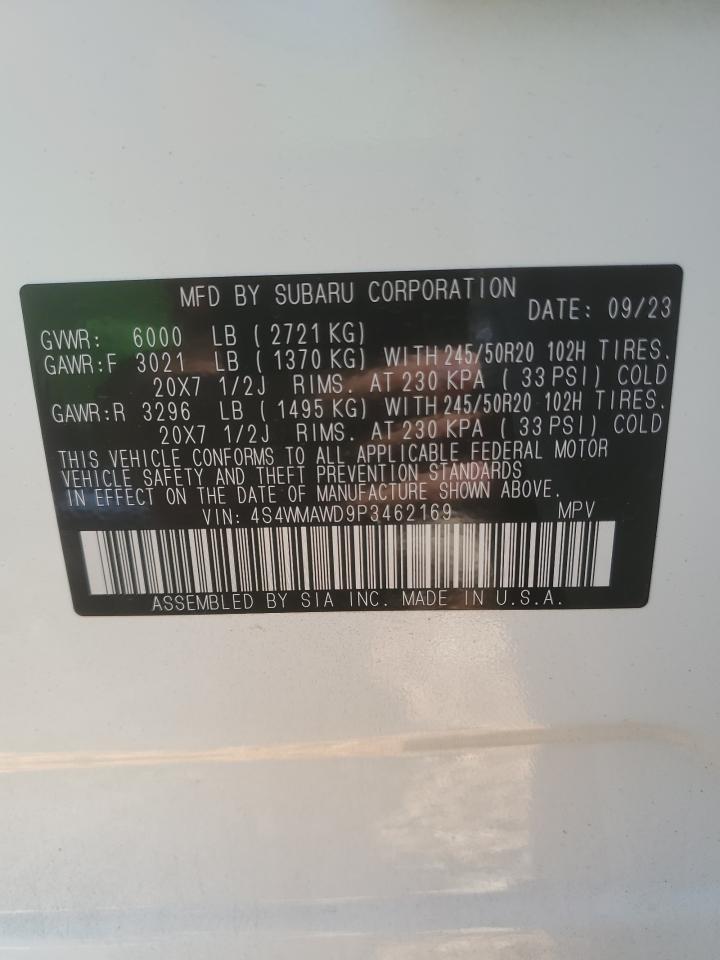 MFD BY SUBARU CORPORATION DATE: 09/23
GVWR: 6000 LB ( 2721 KG)
GAWR:F 3021 LB ( 1370 KG) WITH 245/50R20 102H TIRES.
20X7 1/2J RIMS. AT 230 KPA ( 33 PSI) COLD
GAWR:R 3296 LB ( 1495 KG) WITH 245/50R20 102H TIRES.
20X7 1/2J RIMS. AT 230 KPA ( 33 PSI) COLD
THIS VEHICLE CONFORMS TO ALL APPLICABLE FEDERAL MOTOR
VEHICLE SAFETY AND THEFT PREVENTION STANDARDS
IN EFFECT ON THE DATE OF MANUFACTURE SHOWN ABOVE.
VIN: 4S4WMAWD9P3462169 MPV
ASSEMBLED BY SIA INC. MADE IN U.S.A.